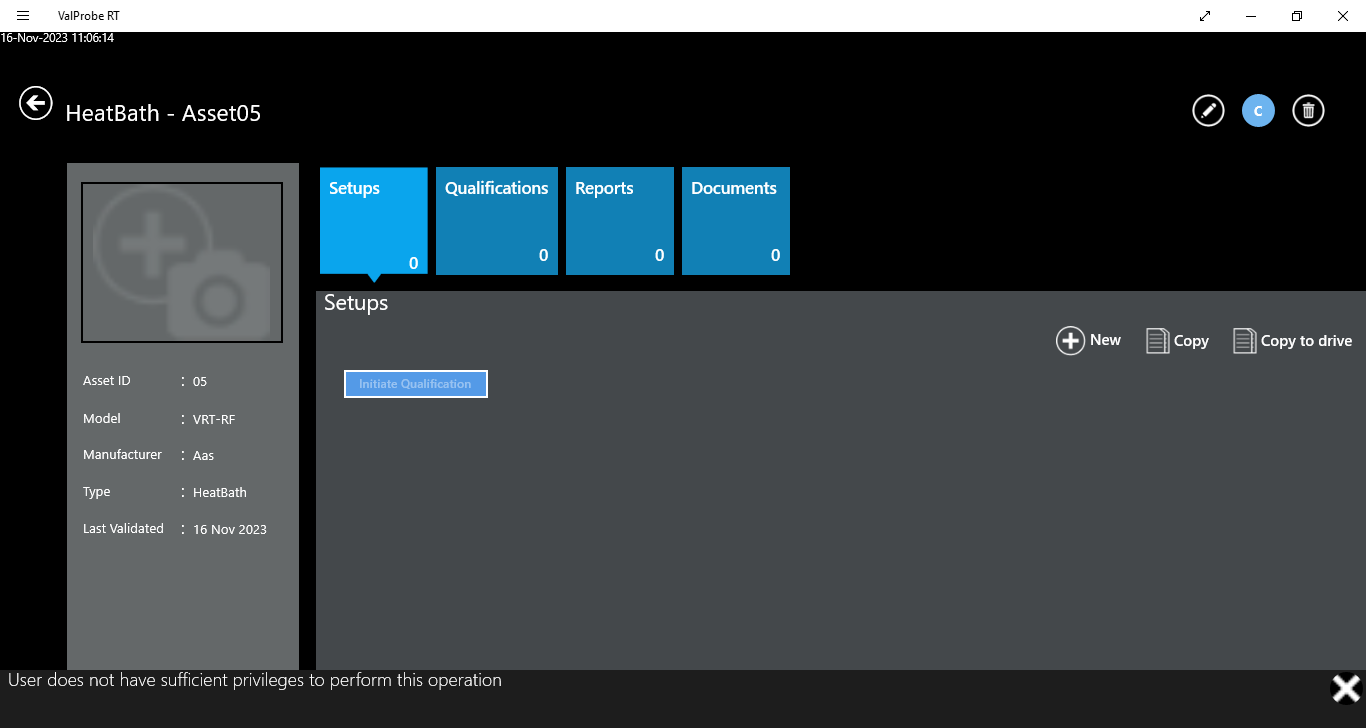 ValProbe RT
16-Nov-2023 11:06:14
HeatBath - Asset05
C
Setups
0
Qualifications
0
Reports
0
Documents
0
Setups
New
Copy
Copy to drive
Initiate Qualification
Asset ID : 05
Model : VRT-RF
Manufacturer : Aas
Type : HeatBath
Last Validated : 16 Nov 2023
User does not have sufficient privileges to perform this operation